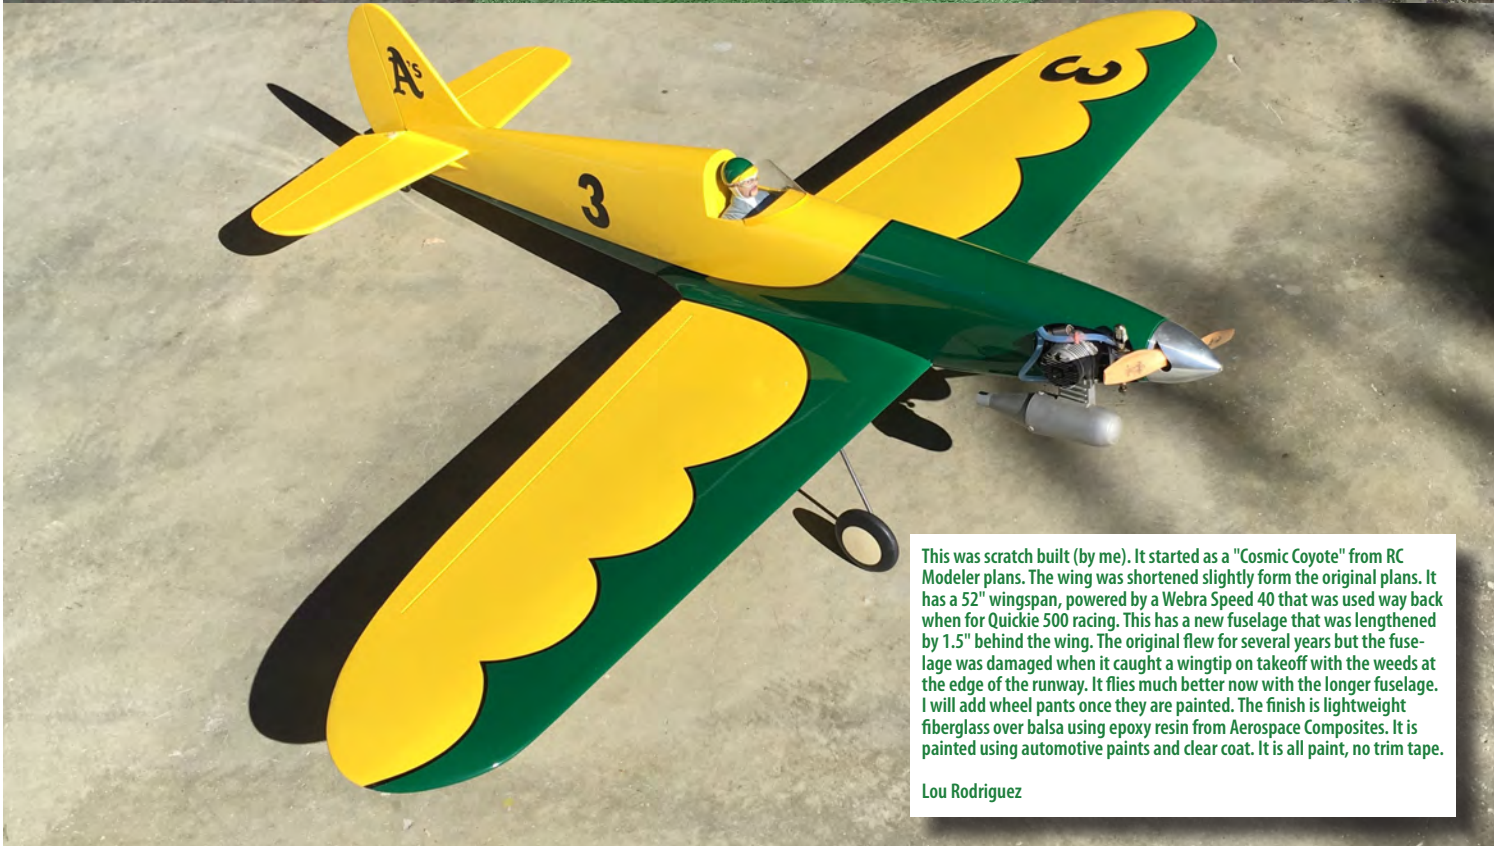 A's
3
3
This was scratch built (by me). It started as a "Cosmic Coyote" from RC
Modeler plans. The wing was shortened slightly form the original plans. It
has a 52" wingspan, powered by a Webra Speed 40 that was used way back
when for Quickie 500 racing. This has a new fuselage that was lengthened
by 1.5" behind the wing. The original flew for several years but the fuse-
lage was damaged when it caught a wingtip on takeoff with the weeds at
the edge of the runway. It flies much better now with the longer fuselage.
I will add wheel pants once they are painted. The finish is lightweight
fiberglass over balsa using epoxy resin from Aerospace Composites. It is
painted using automotive paints and clear coat. It is all paint, no trim tape.
Lou Rodriguez